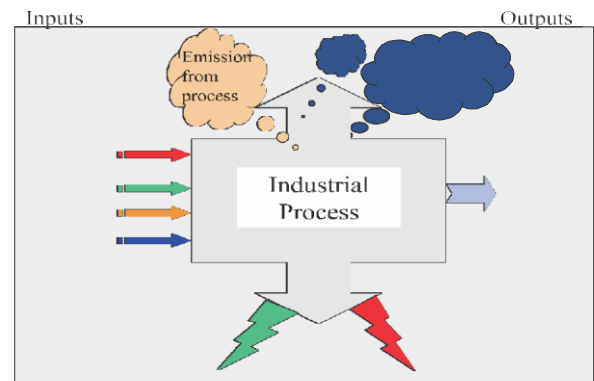 Inputs
Outputs
Emission
from
process
Industrial
Process